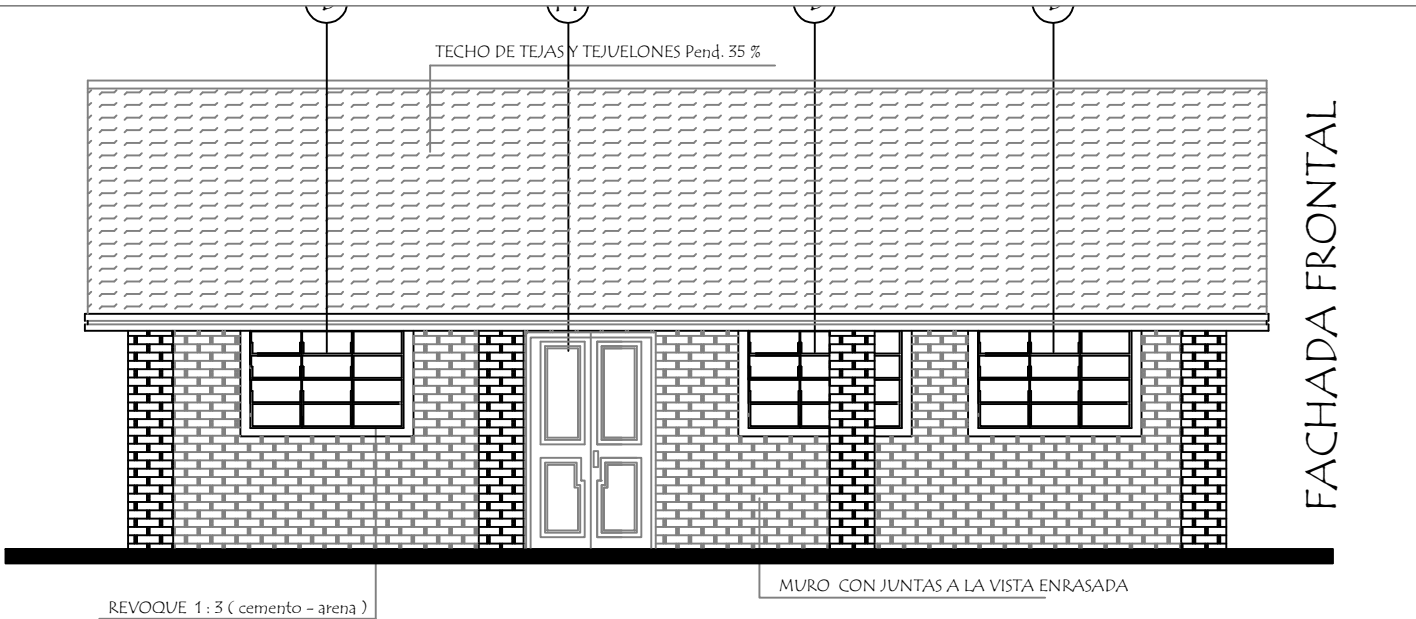 TECHO DE TEJAS Y TEJUELONES Pend. 35 %
FACHADA FRONTAL
MURO CON JUNTAS A LA VISTA ENRASADA
REVOQUE 1 : 3 ( cemento - arena )